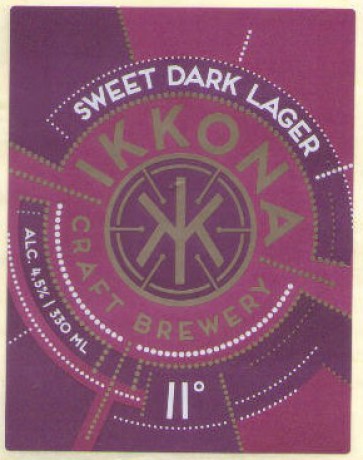 SWEET DARK LAGER
IKKONA
CRAFT BREWERY
ALC. 4,5% | 330 ML
11°